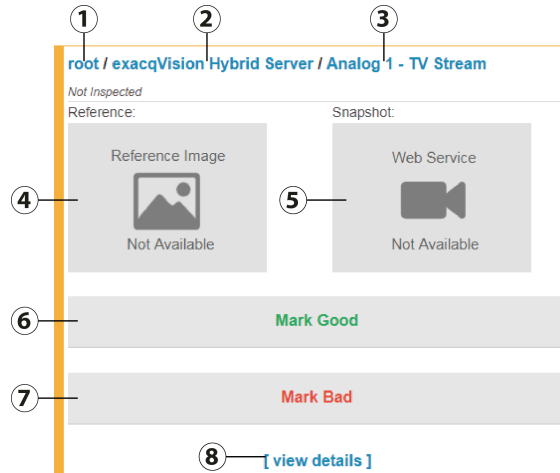 1 2 3
root / exacqVision Hybrid Server / Analog 1 - TV Stream
Not Inspected
Reference: Snapshot:
Reference Image Web Service
4 5
Not Available Not Available
6 Mark Good
7 Mark Bad
8 [ view details ]